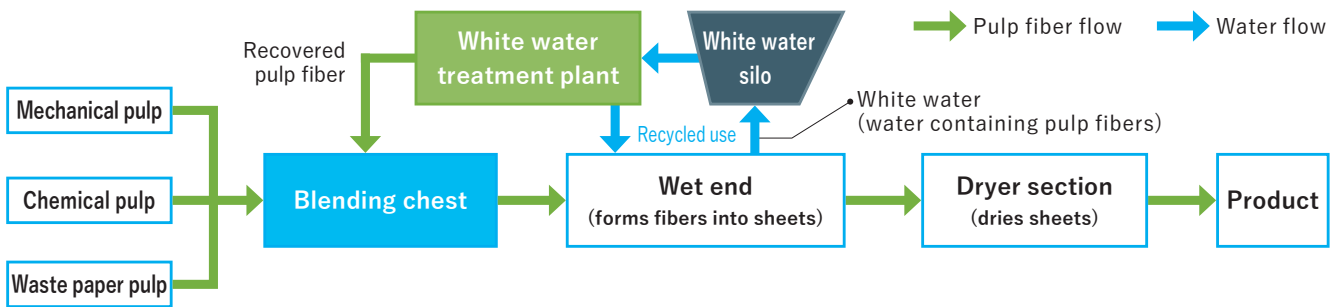 Pulp fiber flow
Water flow
White water
treatment plant
White water
silo
Recovered
pulp fiber
White water
(water containing pulp fibers)
Recycled use
Mechanical pulp
Chemical pulp
Waste paper pulp
Blending chest
Wet end
(forms fibers into sheets)
Dryer section
(dries sheets)
Product